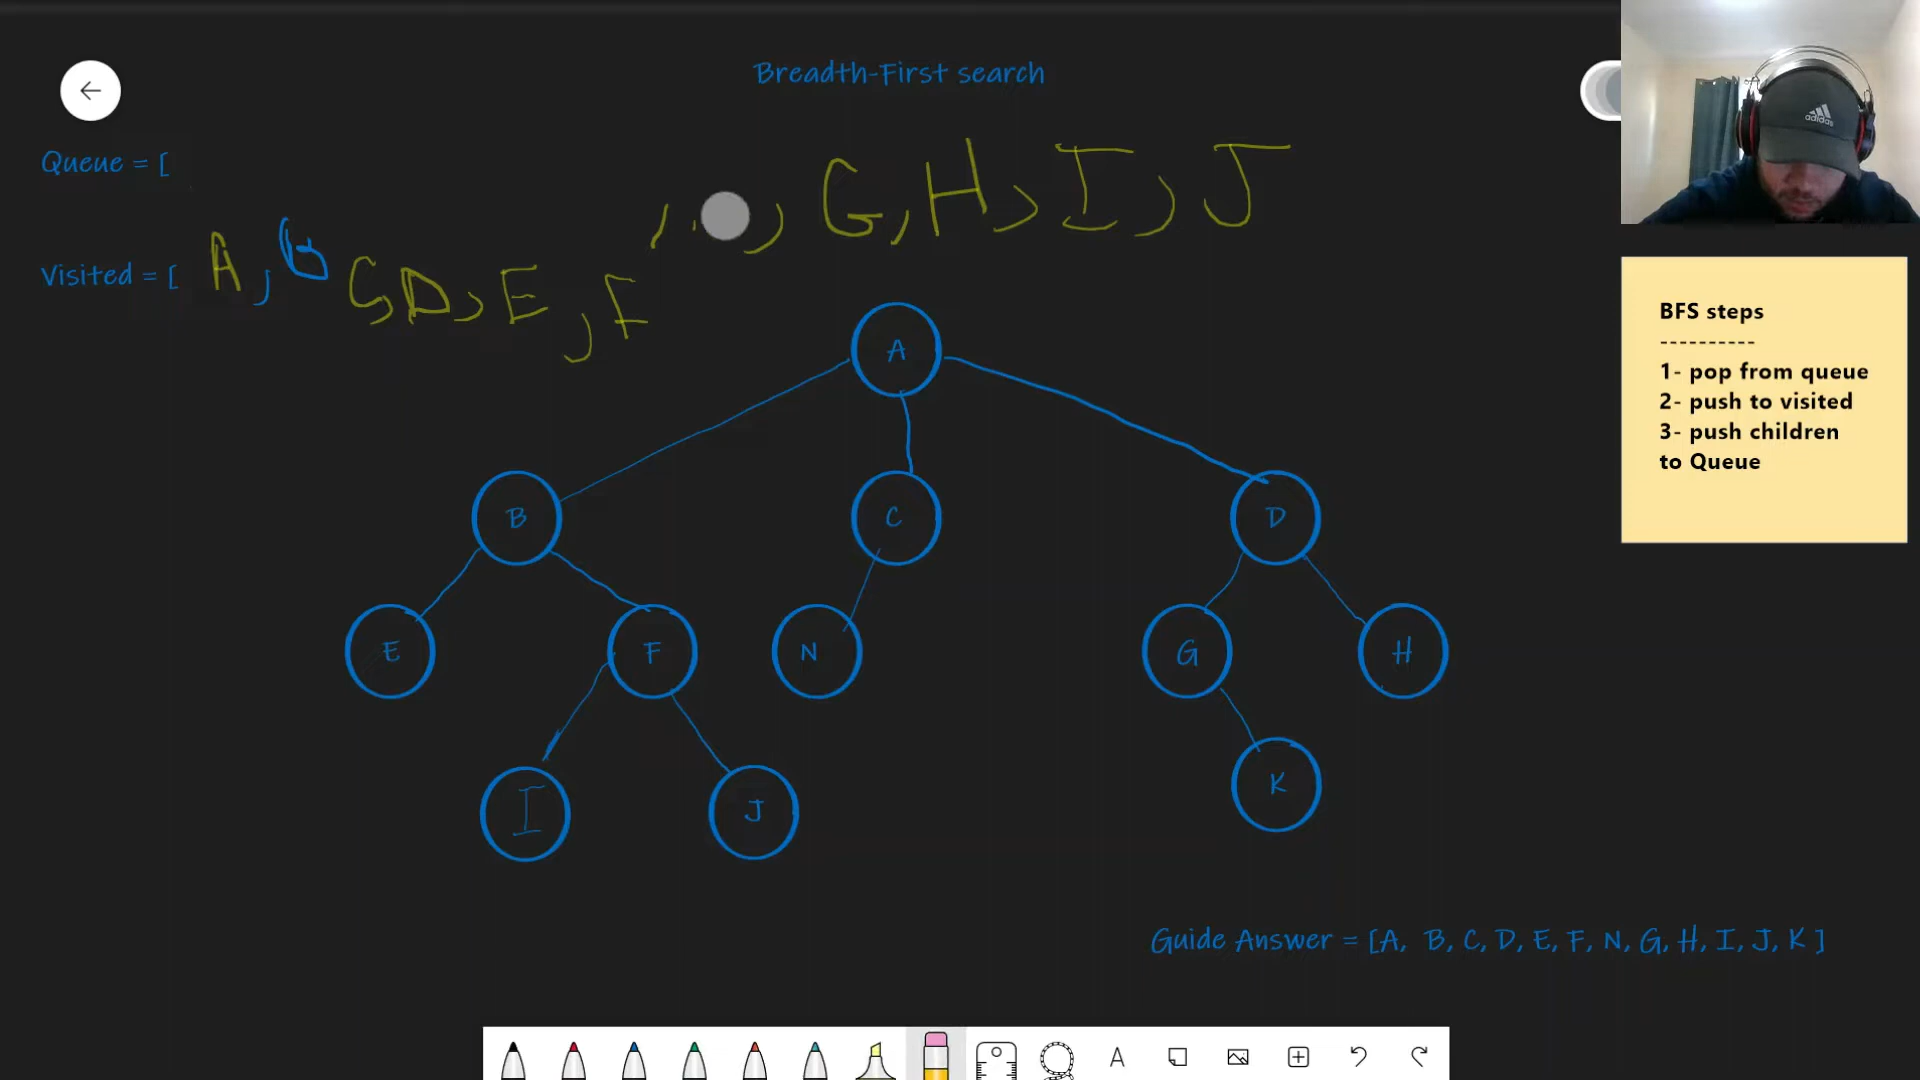 Breadth-First search
Queue = [
, G, H, I, J
Visited = [ A, B C, D, E, F
A
B
C
D
E
F
N
G
H
I
J
K
BFS steps
----------
1- pop from queue
2- push to visited
3- push children
to Queue
Guide Answer = [A, B, C, D, E, F, N, G, H, I, J, K ]
adidas
A